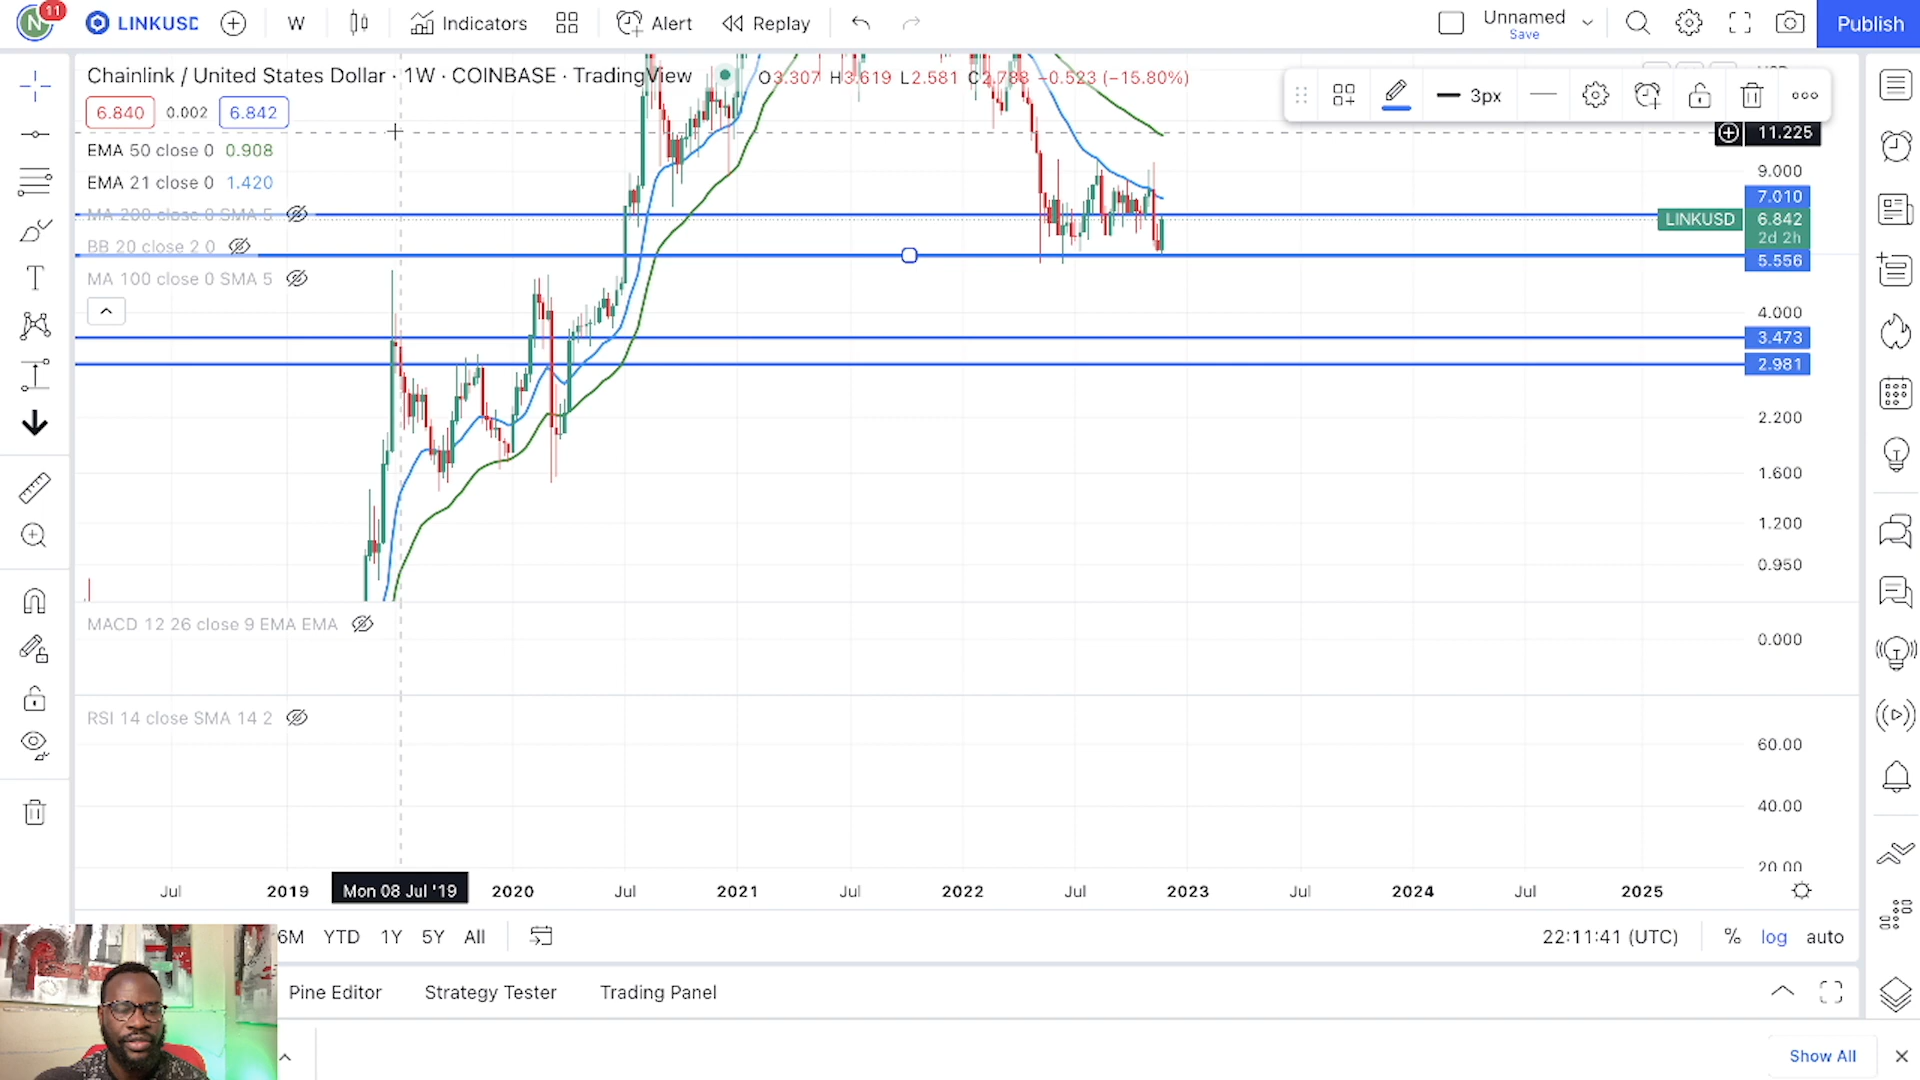 N
11
LINKUSD
W
Indicators
Alert
Replay
Unnamed
Save
Publish
Chainlink / United States Dollar · 1W · COINBASE · TradingView
O3.307 H3.619 L2.581 C2.788 −0.523 (−15.80%)
3px
6.840
0.002
6.842
11.225
EMA 50 close 0 0.908
9.000
EMA 21 close 0 1.420
7.010
MA 200 close 0 SMA 5
LINKUSD
6.842
2d 2h
BB 20 close 2 0
5.556
MA 100 close 0 SMA 5
4.000
3.473
2.981
2.200
1.600
1.200
0.950
MACD 12 26 close 9 EMA EMA
0.000
RSI 14 close SMA 14 2
60.00
40.00
20.00
Jul
2019
Mon 08 Jul '19
2020
Jul
2021
Jul
2022
Jul
2023
Jul
2024
Jul
2025
6M
YTD
1Y
5Y
All
22:11:41 (UTC)
%
log
auto
Pine Editor
Strategy Tester
Trading Panel
Show All